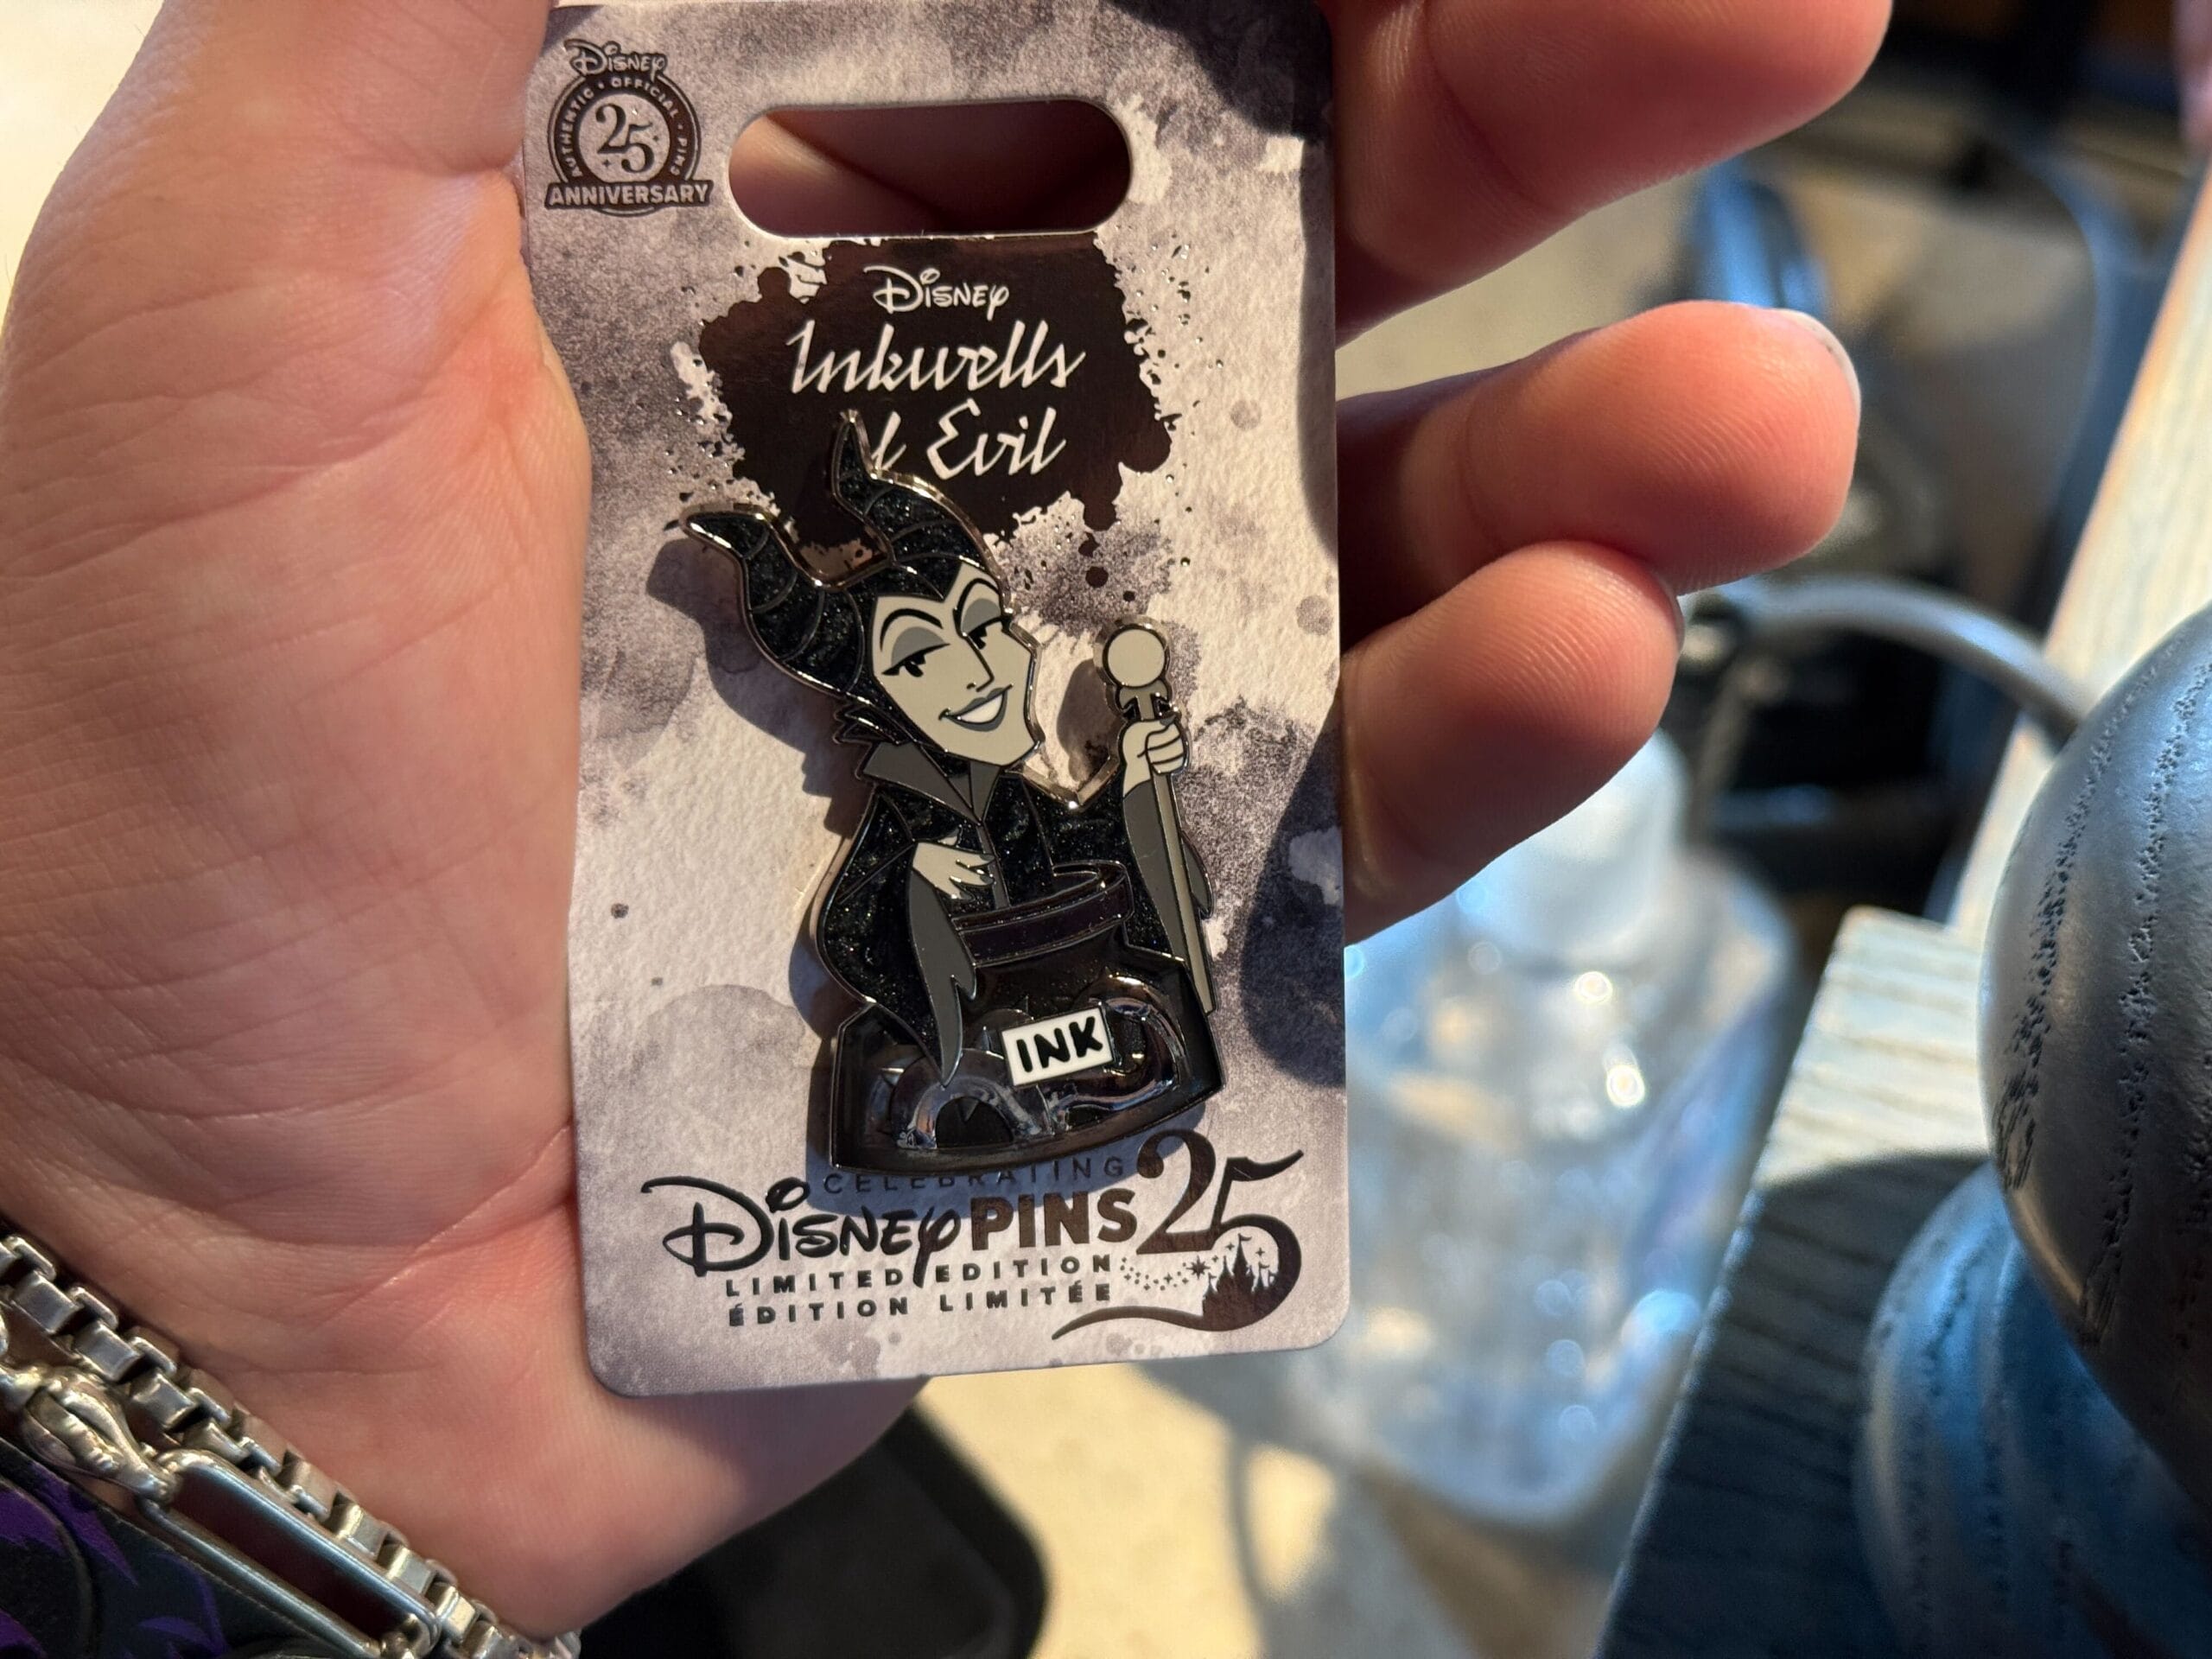 Disney
AUTHENTIC • OFFICIAL • PINS
25
ANNIVERSARY
Disney
Inkwells
Evil
INK
CELEBRATING
Disney PINS 25
LIMITED EDITION
ÉDITION LIMITÉE